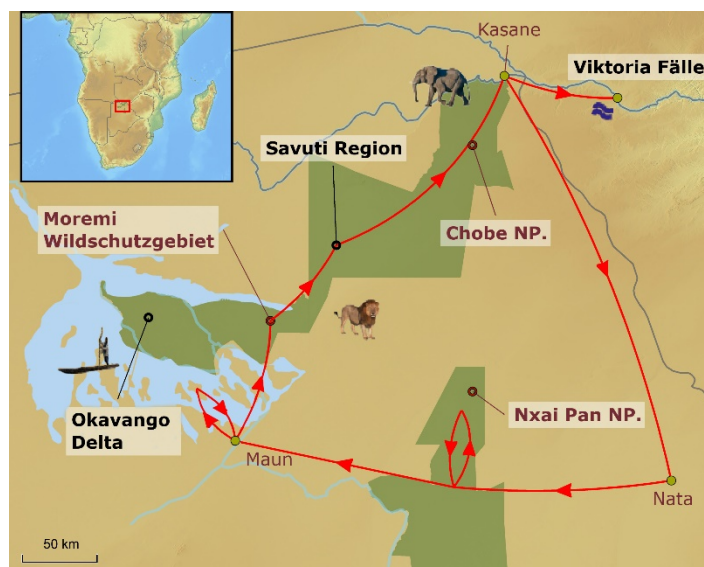 Kasane
Viktoria Fälle
Savuti Region
Moremi
Wildschutzgebiet
Chobe NP.
Okavango
Delta
Nxai Pan NP.
Maun
Nata
50 km